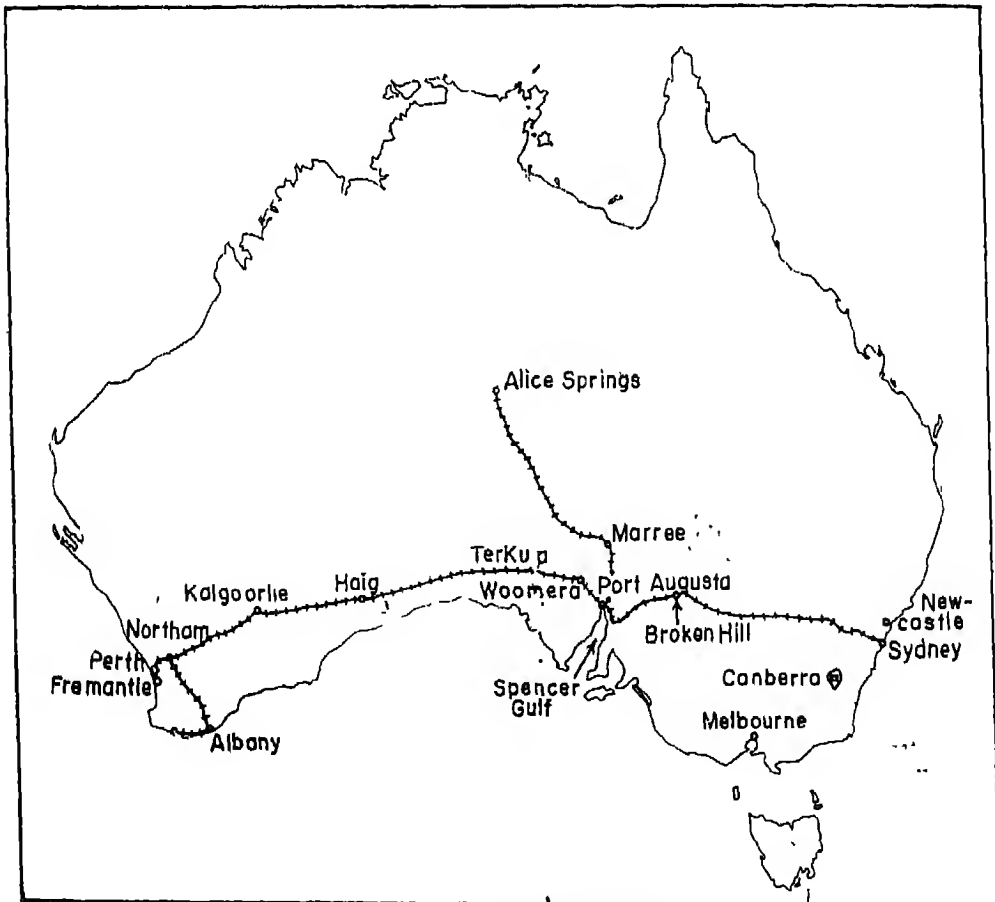 Alice Springs
Marree
TerKup
Woomera
Port Augusta
Haig
Kalgoorlie
Northam
Perth
Fremantle
Albany
Spencer
Gulf
Broken Hill
New-
castle
Sydney
Canberra
Melbourne